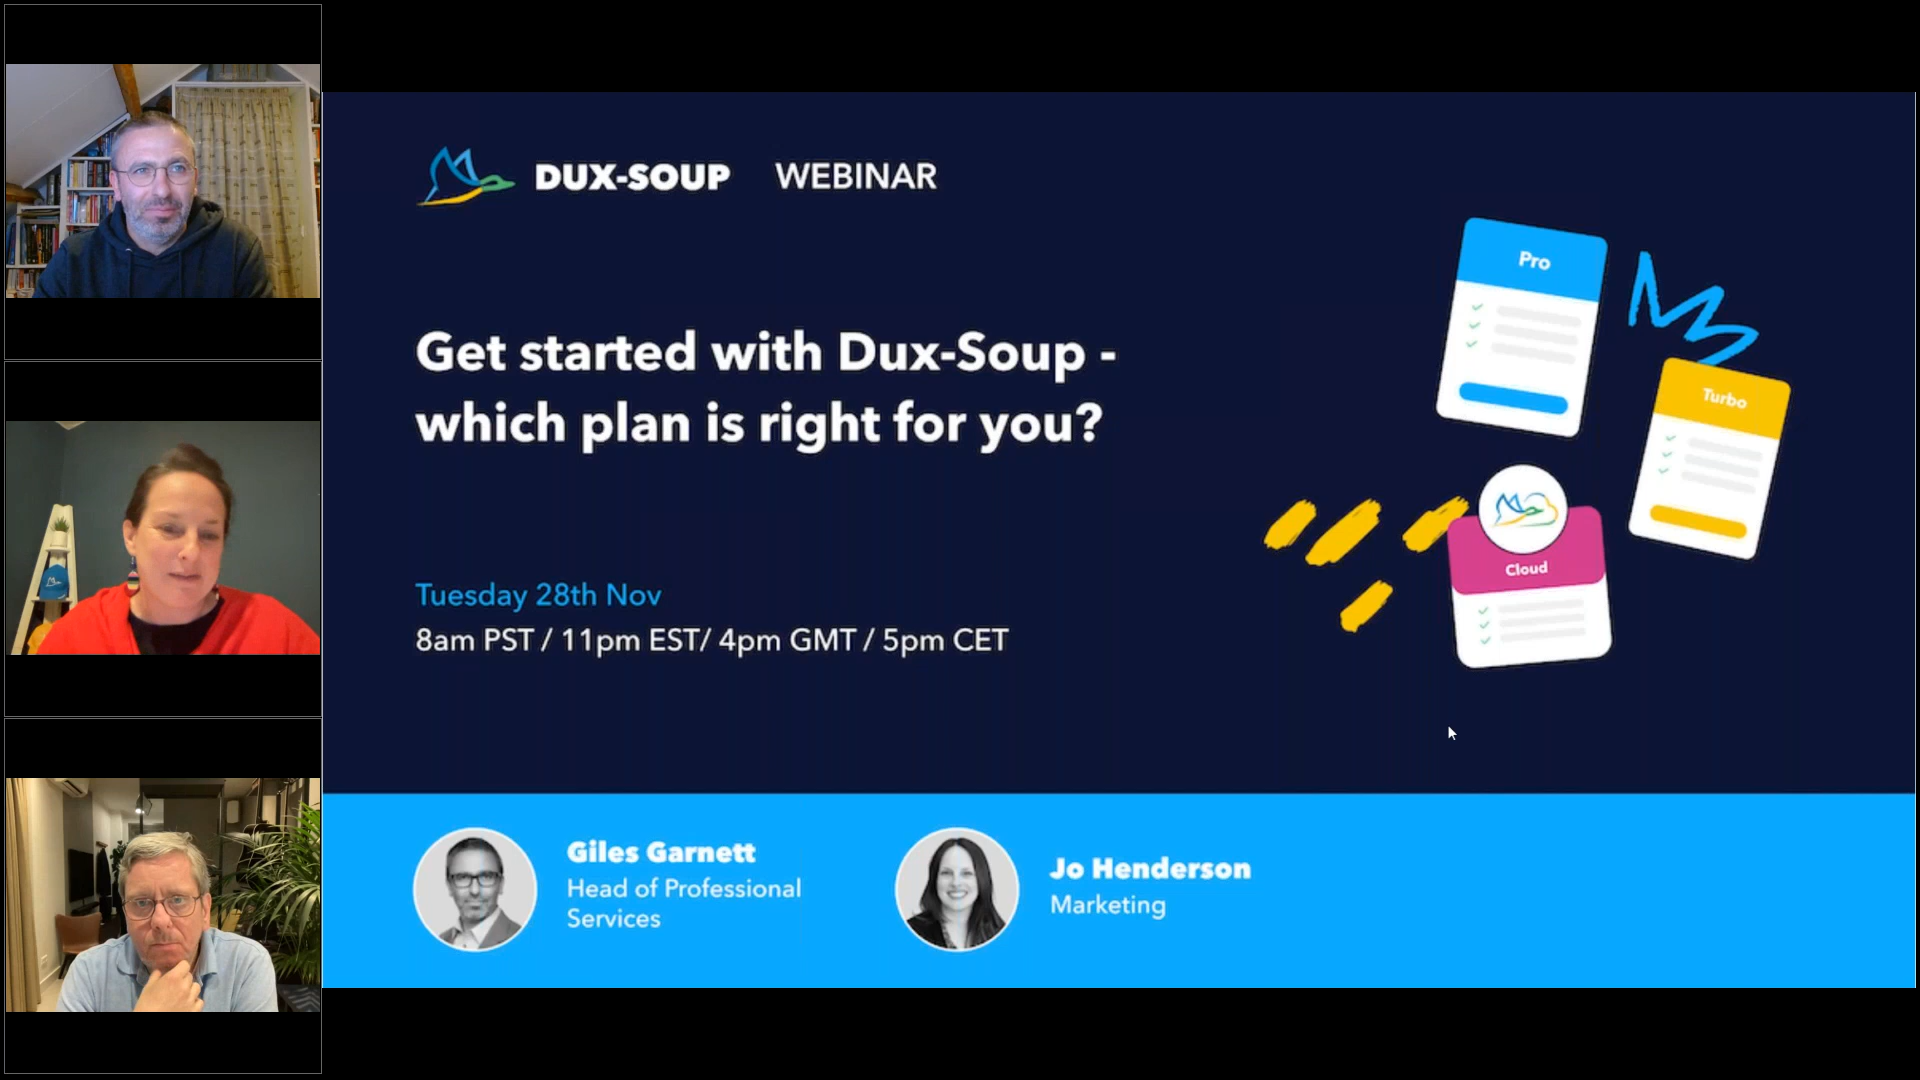 DUX-SOUP WEBINAR
Get started with Dux-Soup -
which plan is right for you?
Tuesday 28th Nov
8am PST / 11pm EST/ 4pm GMT / 5pm CET
Pro
Turbo
Cloud
Giles Garnett
Head of Professional
Services
Jo Henderson
Marketing